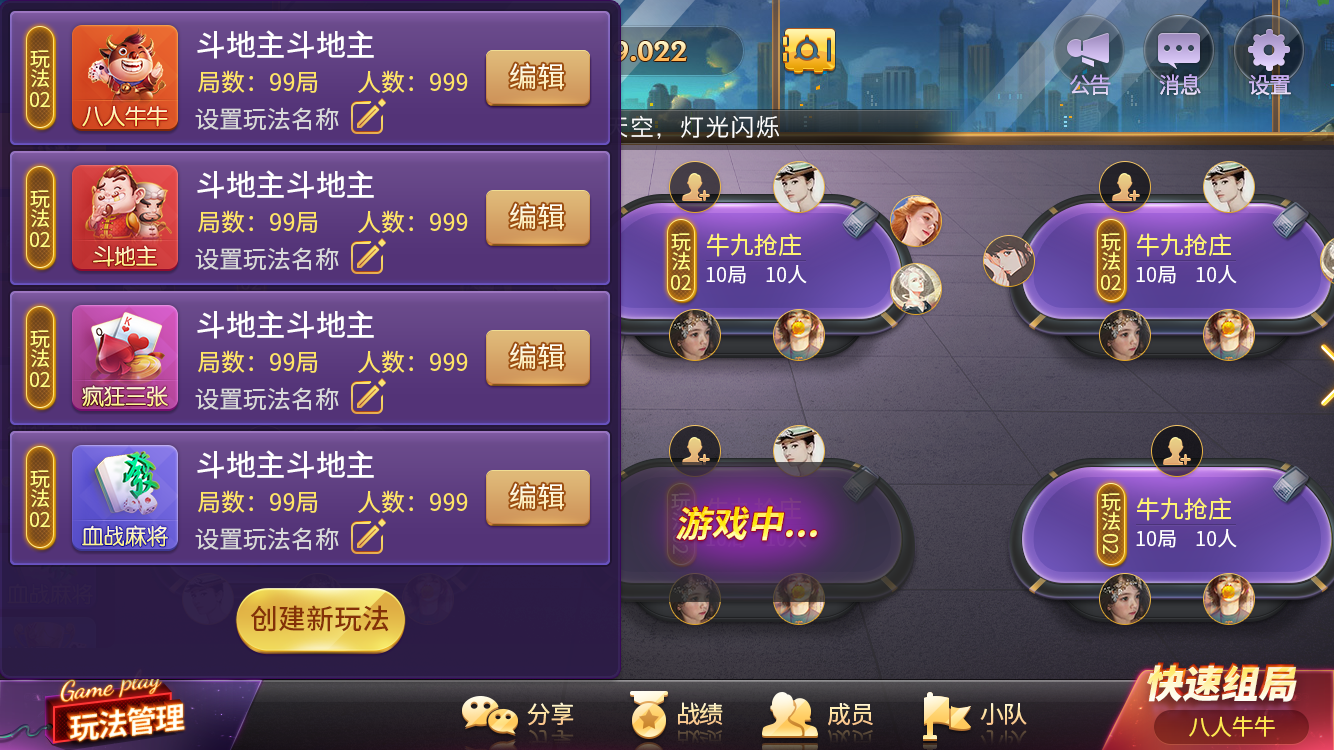 玩法02
八人牛牛
斗地主斗地主
局数：99局 人数：999
设置玩法名称
编辑
玩法02
斗地主
斗地主斗地主
局数：99局 人数：999
设置玩法名称
编辑
玩法02
疯狂三张
斗地主斗地主
局数：99局 人数：999
设置玩法名称
编辑
玩法02
血战麻将
發
斗地主斗地主
局数：99局 人数：999
设置玩法名称
编辑
创建新玩法
9.022
公告
消息
设置
天空，灯光闪烁
玩法02
牛九抢庄
10局 10人
玩法02
牛九抢庄
10局 10人
玩法02
牛九抢庄
游戏中...
玩法02
牛九抢庄
10局 10人
Game play
玩法管理
分享
战绩
成员
小队
快速组局
八人牛牛